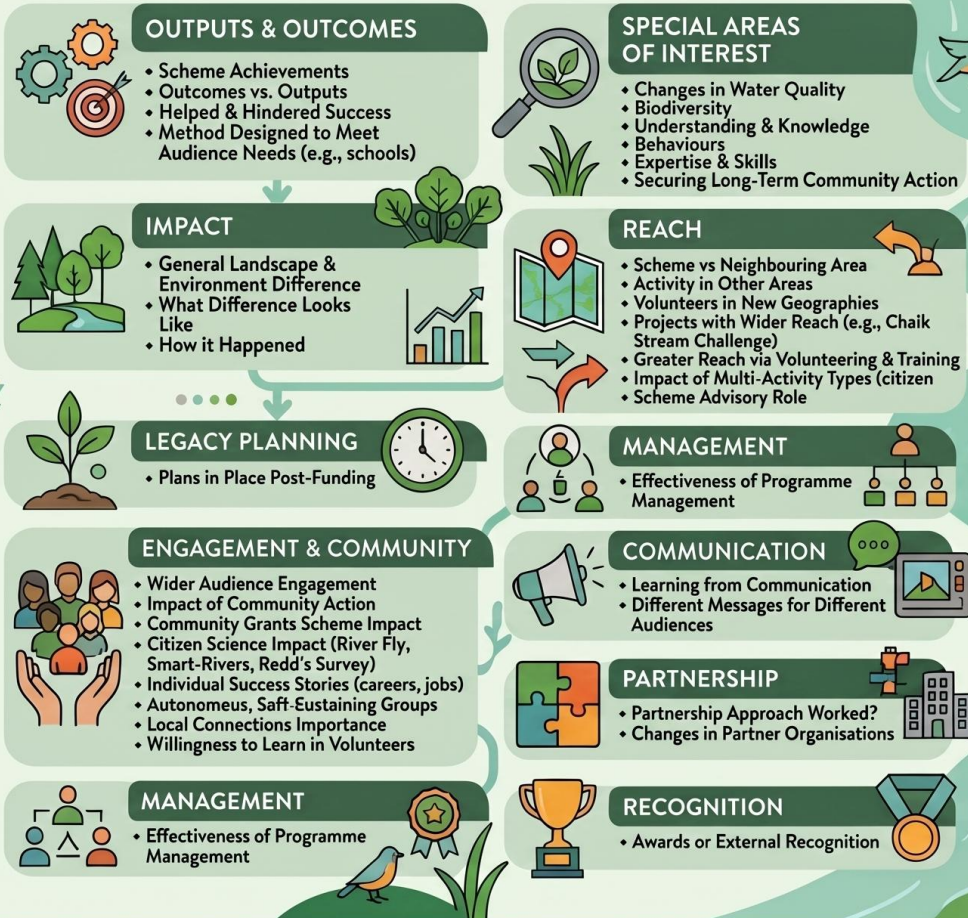 OUTPUTS & OUTCOMES
• Scheme Achievements
• Outcomes vs. Outputs
• Helped & Hindered Success
• Method Designed to Meet
Audience Needs (e.g., schools)
IMPACT
• General Landscape &
Environment Difference
• What Difference Looks
Like
• How it Happened
LEGACY PLANNING
• Plans in Place Post-Funding
ENGAGEMENT & COMMUNITY
• Wider Audience Engagement
• Impact of Community Action
• Community Grants Scheme Impact
• Citizen Science Impact (River Fly,
Smart-Rivers, Redd's Survey)
• Individual Success Stories (careers, jobs)
• Autonomeus, Saft-Eustaining Groups
• Local Connections Importance
• Willingness to Learn in Volunteers
MANAGEMENT
• Effectiveness of Programme
Management
SPECIAL AREAS
OF INTEREST
• Changes in Water Quality
• Biodiversity
• Understanding & Knowledge
• Behaviours
• Expertise & Skills
• Securing Long-Term Community Action
REACH
• Scheme vs Neighbouring Area
• Activity in Other Areas
• Volunteers in New Geographies
• Projects with Wider Reach (e.g., Chaik
Stream Challenge)
• Greater Reach via Volunteering & Training
• Impact of Multi-Activity Types (citizen
• Scheme Advisory Role
MANAGEMENT
• Effectiveness of Programme
Management
COMMUNICATION
• Learning from Communication
• Different Messages for Different
Audiences
PARTNERSHIP
• Partnership Approach Worked?
• Changes in Partner Organisations
RECOGNITION
• Awards or External Recognition